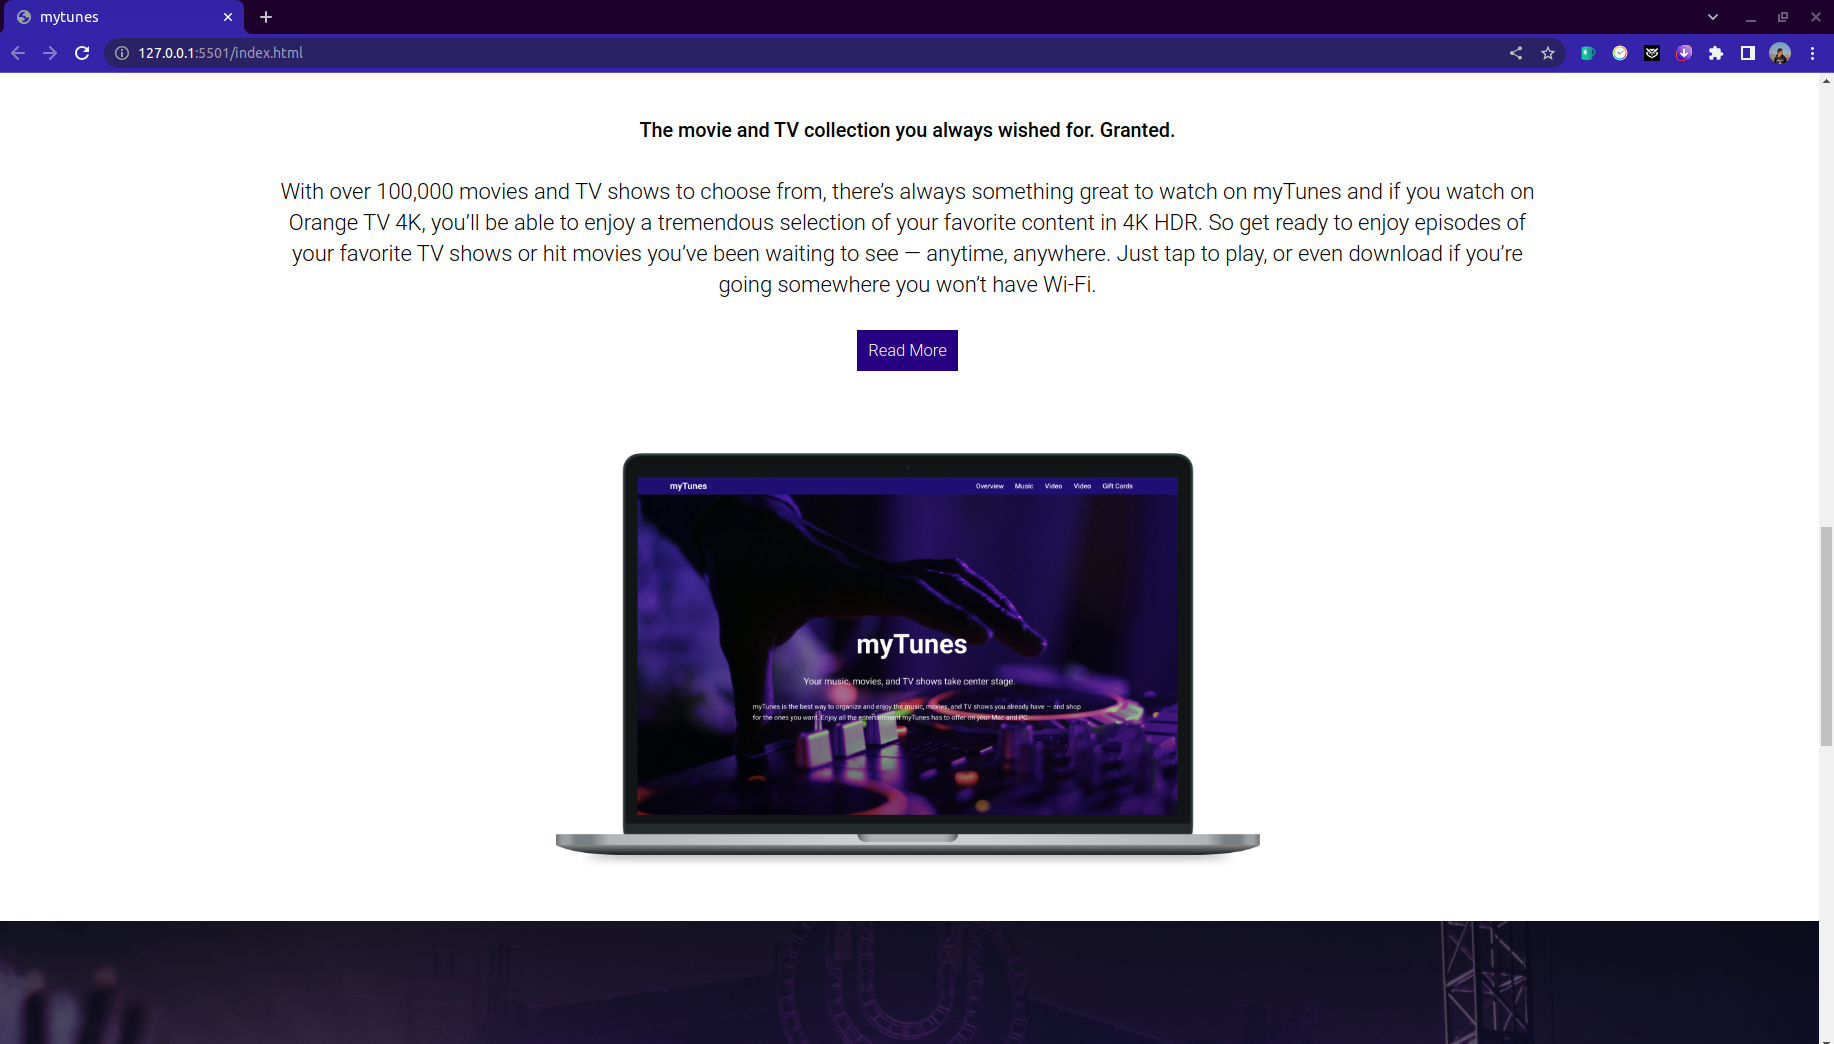 mytunes
127.0.0.1:5501/index.html
The movie and TV collection you always wished for. Granted.
With over 100,000 movies and TV shows to choose from, there’s always something great to watch on myTunes and if you watch on
Orange TV 4K, you’ll be able to enjoy a tremendous selection of your favorite content in 4K HDR. So get ready to enjoy episodes of
your favorite TV shows or hit movies you’ve been waiting to see — anytime, anywhere. Just tap to play, or even download if you’re
going somewhere you won’t have Wi-Fi.
Read More
myTunes Overview Music Video Video Gift Cards
myTunes
Your music, movies, and TV shows take center stage.
myTunes is the best way to organize and enjoy the music, movies, and TV shows you already have — and shop
for the ones you want. Enjoy all the entertainment myTunes has to offer on your Mac and PC.